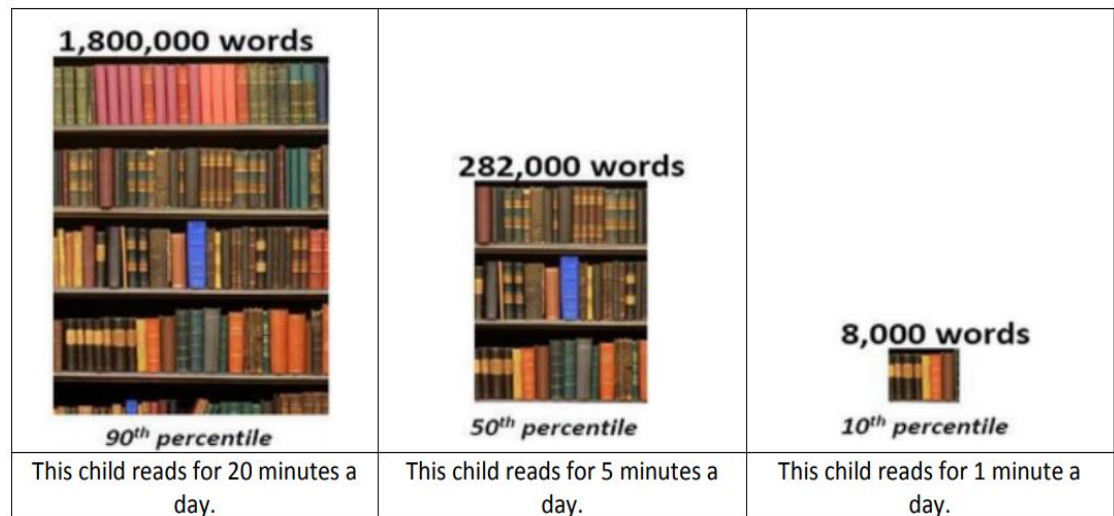 1,800,000 words
90th percentile
This child reads for 20 minutes a
day.
282,000 words
50th percentile
This child reads for 5 minutes a
day.
8,000 words
10th percentile
This child reads for 1 minute a
day.